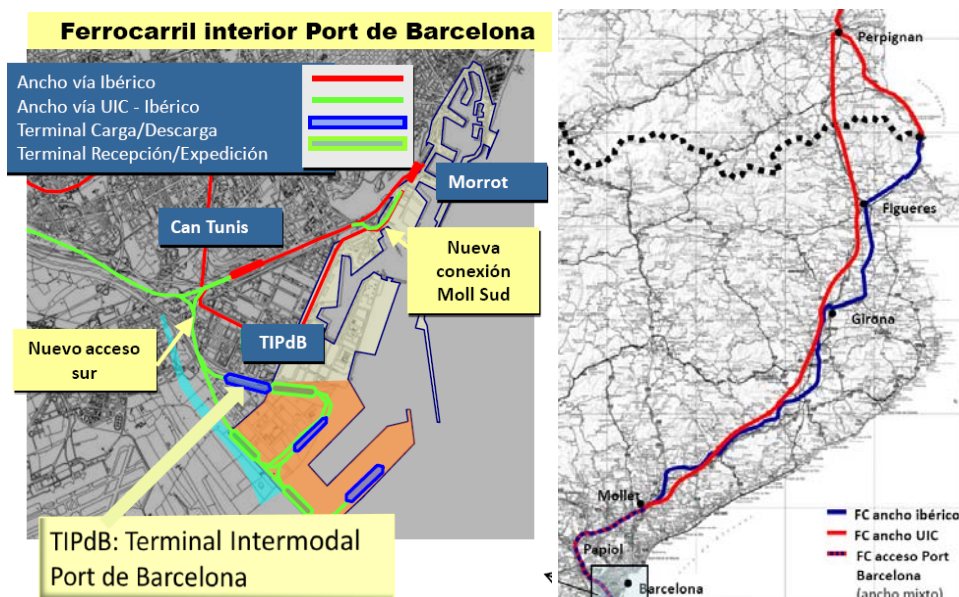 Ferrocarril interior Port de Barcelona
Ancho vía Ibérico
Ancho vía UIC - Ibérico
Terminal Carga/Descarga
Terminal Recepción/Expedición
Morrot
Can Tunis
Nueva
conexión
Moll Sud
Nuevo acceso
sur
TIPdB
TIPdB: Terminal Intermodal
Port de Barcelona
Perpignan
Figueres
Girona
Mollet
Papiol
Barcelona
FC ancho ibérico
FC ancho UIC
FC acceso Port
Barcelona
(ancho mixto)